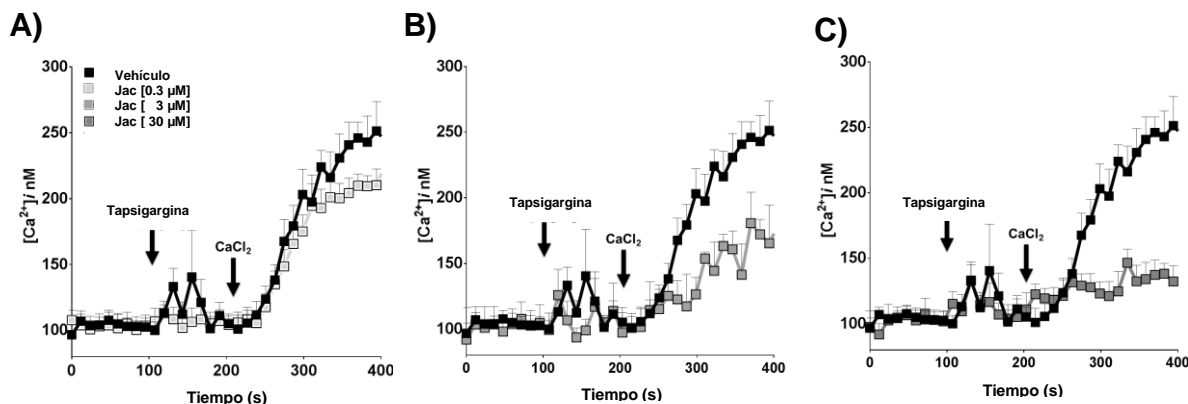 A)
[Ca2+]/ nM
300
250
200
150
100
Vehículo
Jac [0.3 µM]
Jac [ 3 µM]
Jac [ 30 µM]
Tapsigargina
CaCl2
0 100 200 300 400
Tiempo (s)
B)
[Ca2+]/ nM
300
250
200
150
100
Tapsigargina
CaCl2
0 100 200 300 400
Tiempo (s)
C)
[Ca2+]/ nM
300
250
200
150
100
Tapsigargina
CaCl2
0 100 200 300 400
Tiempo (s)